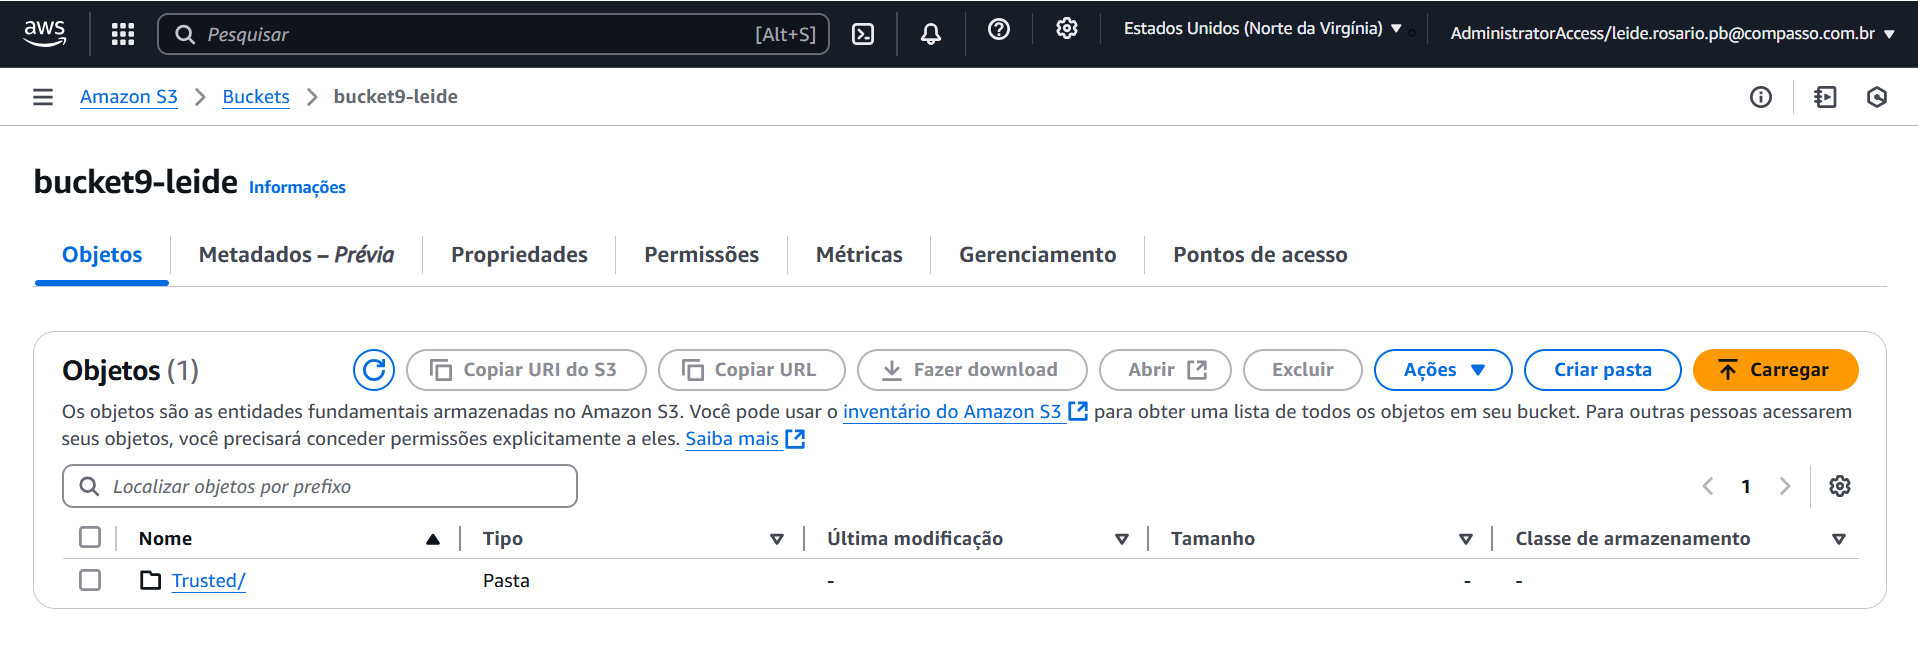 aws
Pesquisar [Alt+S] Estados Unidos (Norte da Virgínia) AdministratorAccess/leide.rosario.pb@compasso.com.br
Amazon S3 Buckets bucket9-leide
bucket9-leide Informações
Objetos Metadados – Prévia Propriedades Permissões Métricas Gerenciamento Pontos de acesso
Objetos (1) Copiar URI do S3 Copiar URL Fazer download Abrir Excluir Ações Criar pasta Carregar
Os objetos são as entidades fundamentais armazenadas no Amazon S3. Você pode usar o inventário do Amazon S3 para obter uma lista de todos os objetos em seu bucket. Para outras pessoas acessarem
seus objetos, você precisará conceder permissões explicitamente a eles. Saiba mais
Localizar objetos por prefixo 1
Nome Tipo Última modificação Tamanho Classe de armazenamento
Trusted/ Pasta - - -